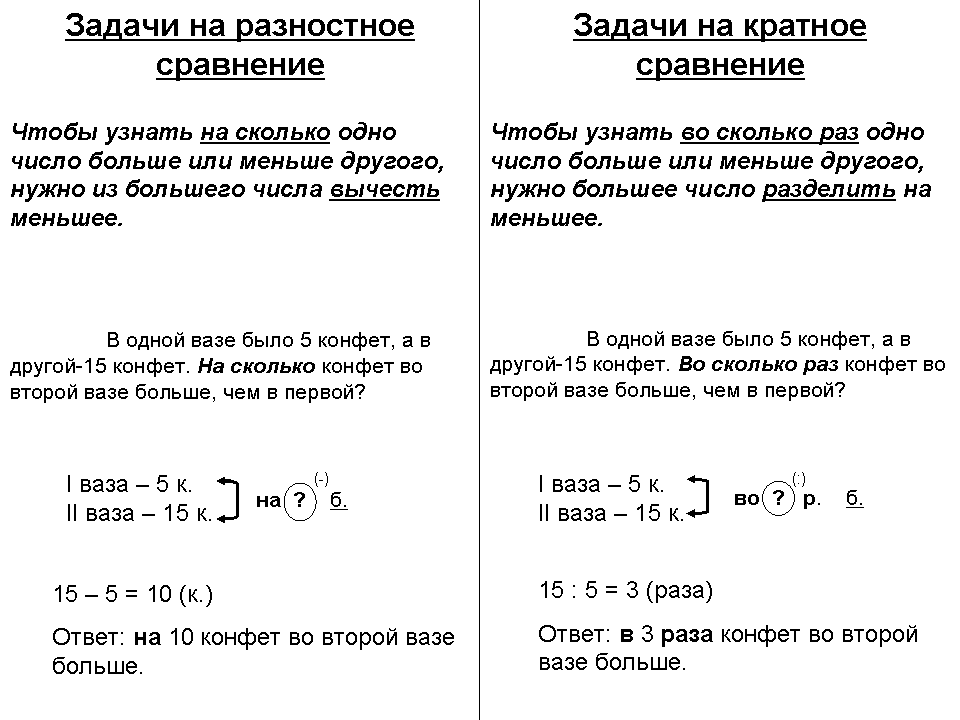 Задачи на разностное
сравнение
Чтобы узнать на сколько одно
число больше или меньше другого,
нужно из большего числа вычесть
меньшее.
В одной вазе было 5 конфет, а в
другой-15 конфет. На сколько конфет во
второй вазе больше, чем в первой?
I ваза – 5 к.
II ваза – 15 к.
на ? (-) б.
15 – 5 = 10 (к.)
Ответ: на 10 конфет во второй вазе
больше.
Задачи на кратное
сравнение
Чтобы узнать во сколько раз одно
число больше или меньше другого,
нужно большее число разделить на
меньшее.
В одной вазе было 5 конфет, а в
другой-15 конфет. Во сколько раз конфет во
второй вазе больше, чем в первой?
I ваза – 5 к.
II ваза – 15 к.
во ? (:) р. б.
15 : 5 = 3 (раза)
Ответ: в 3 раза конфет во второй
вазе больше.